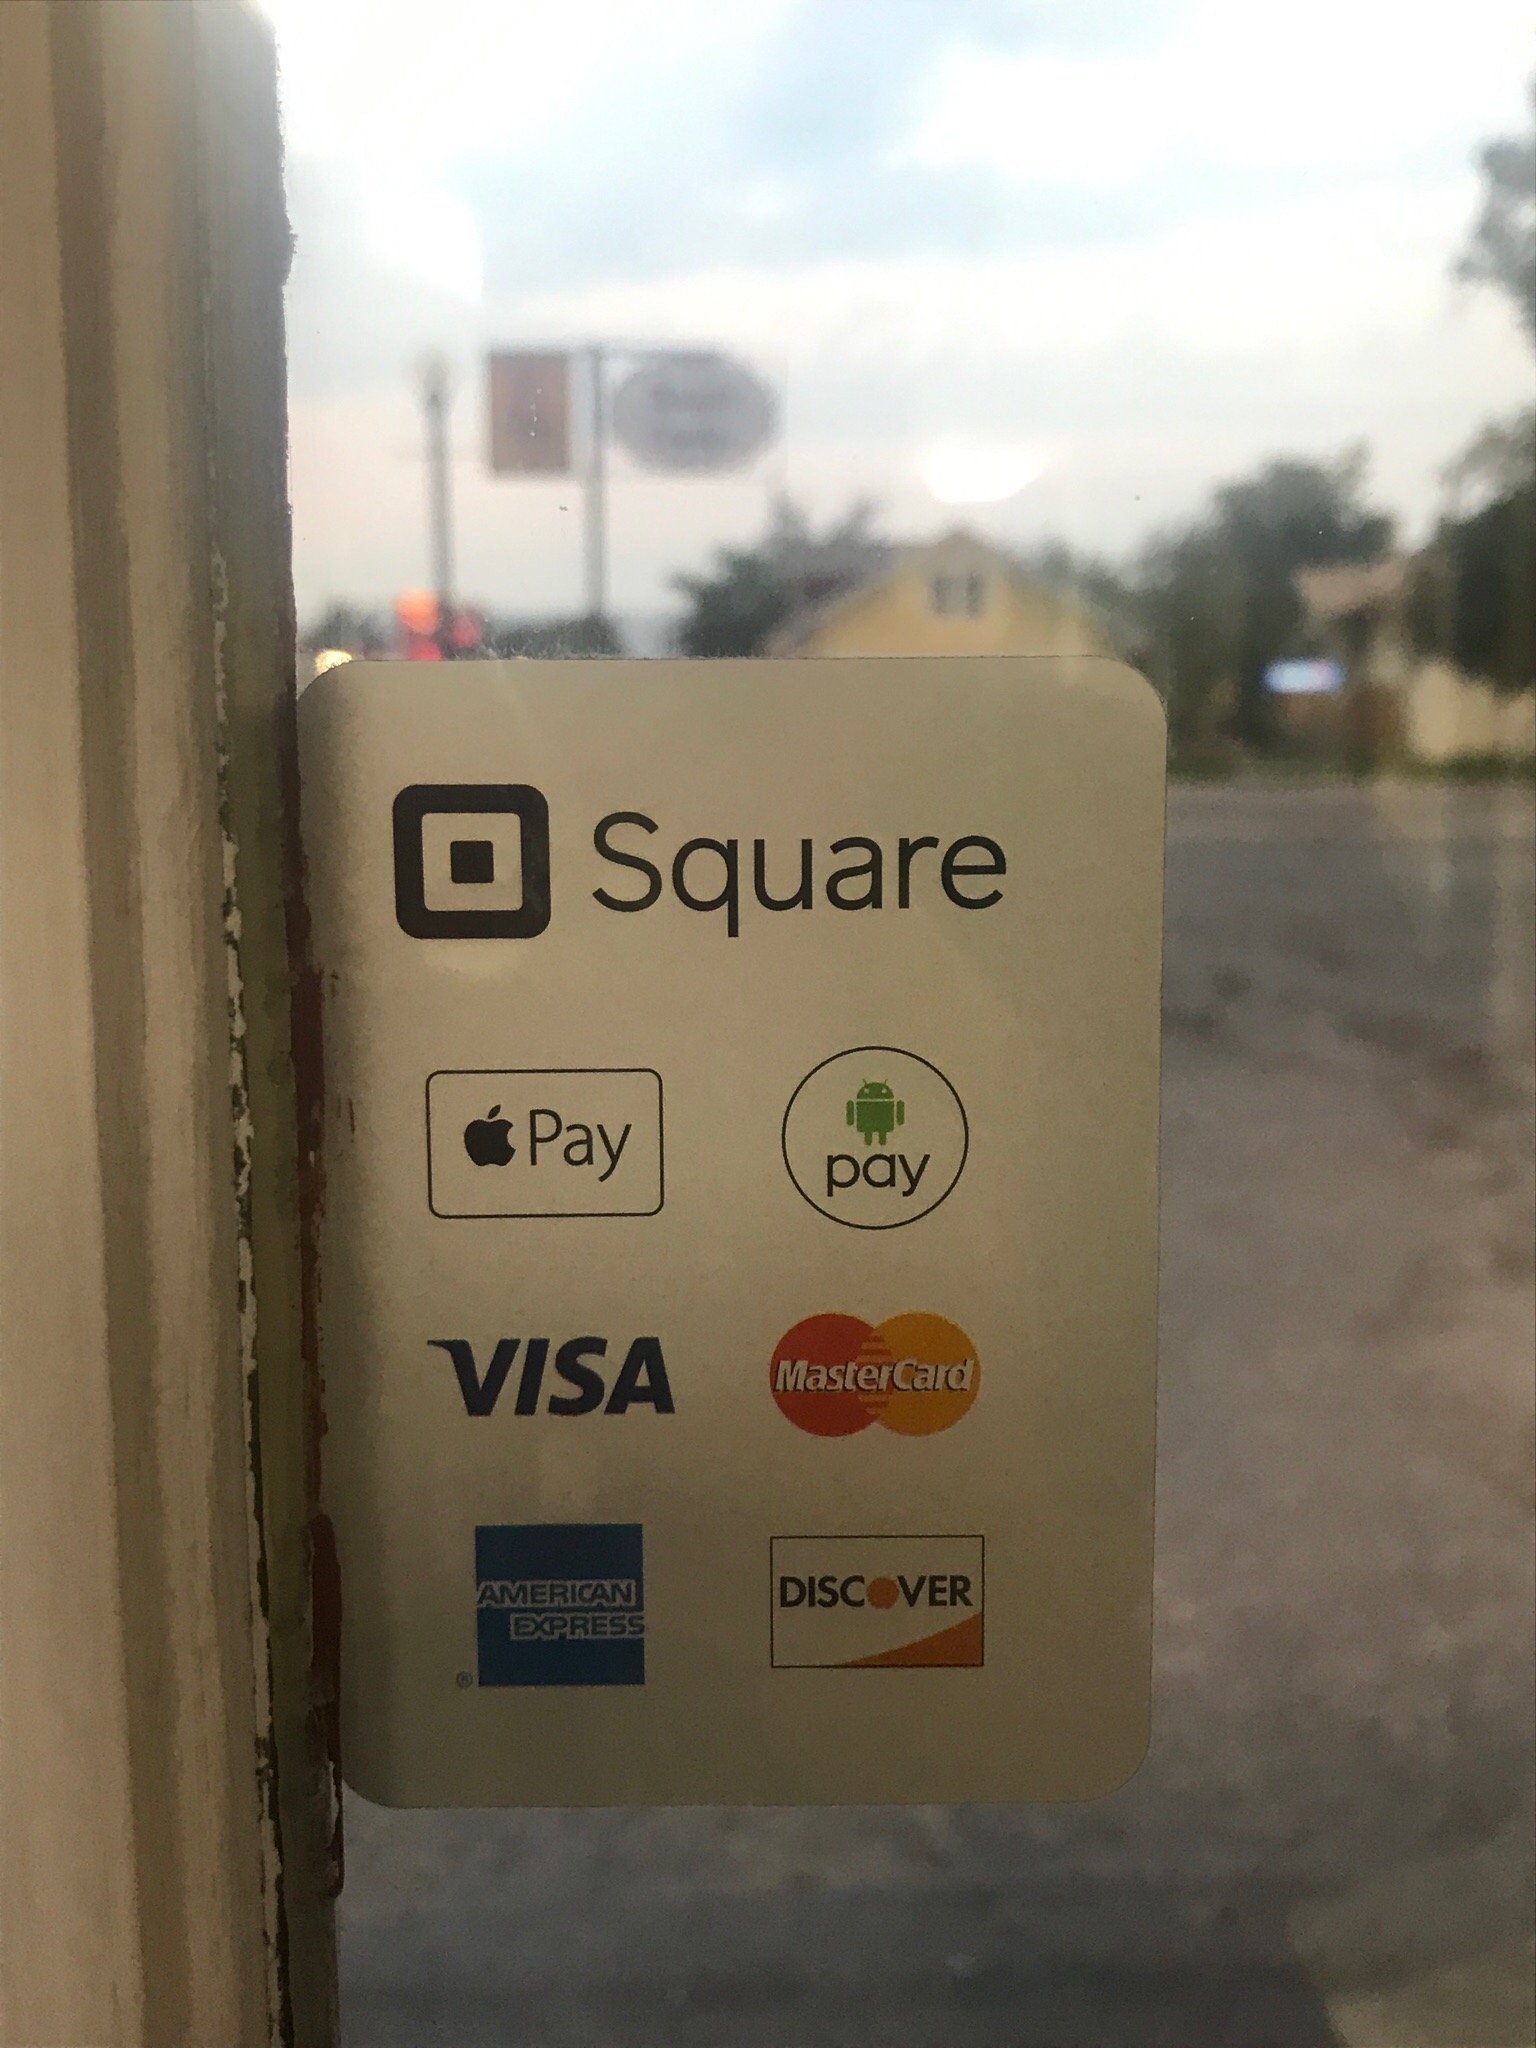 Square
Pay
pay
VISA
MasterCard
AMERICAN
EXPRESS
®
DISCOVER